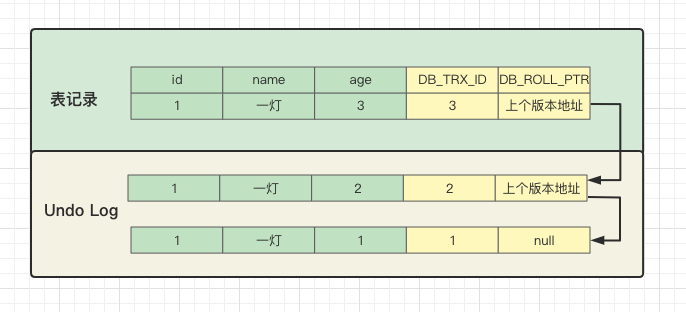 id name age DB_TRX_ID DB_ROLL_PTR
表记录
1 一灯 3 3 上个版本地址
1 一灯 2 2 上个版本地址
Undo Log
1 一灯 1 1 null